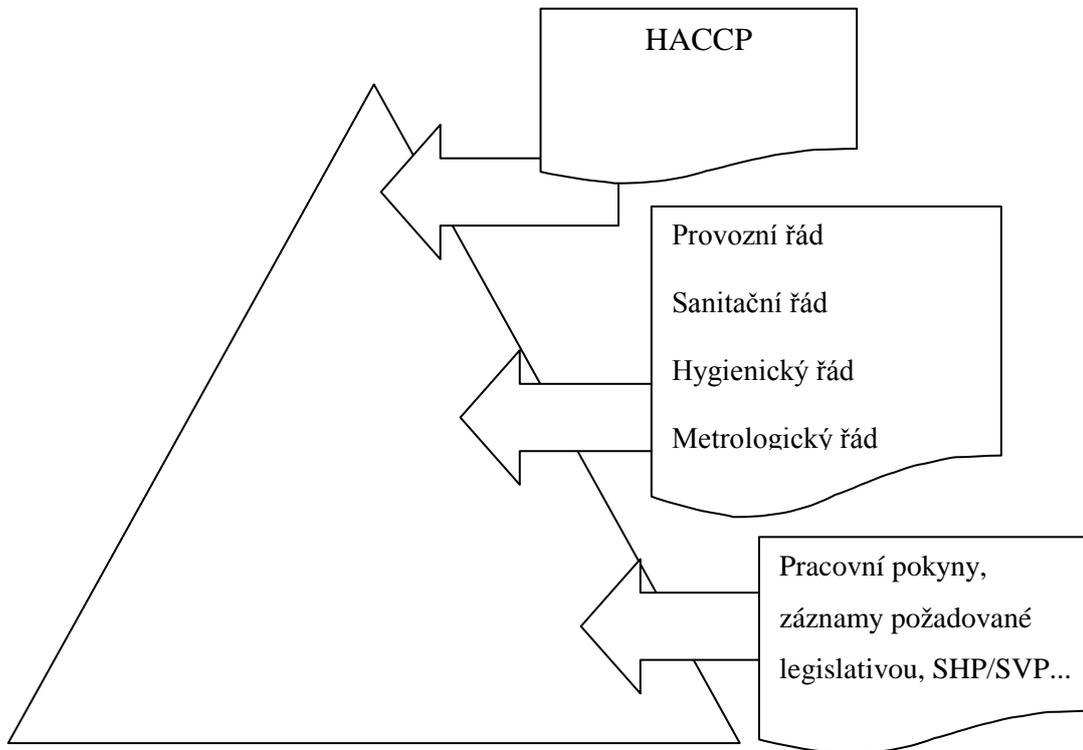 HACCP
Provozní řád
Sanitační řád
Hygienický řád
Metrologický řád
Pracovní pokyny,
záznamy požadované
legislativou, SHP/SVP...